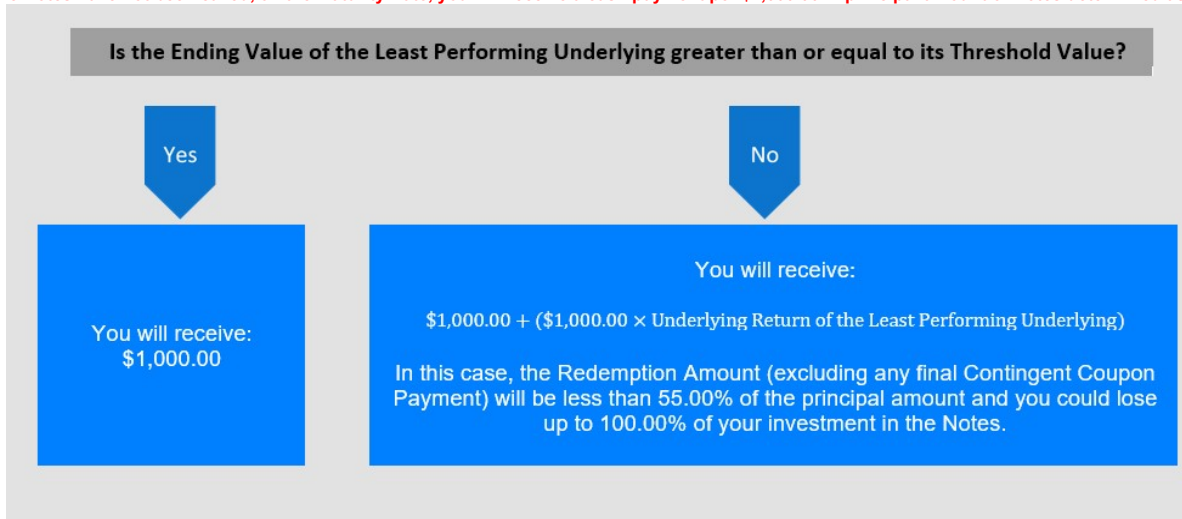 Is the Ending Value of the Least Performing Underlying greater than or equal to its Threshold Value?
Yes
No
You will receive:
$1,000.00
You will receive:
$1,000.00 + ($1,000.00 × Underlying Return of the Least Performing Underlying)
In this case, the Redemption Amount (excluding any final Contingent Coupon
Payment) will be less than 55.00% of the principal amount and you could lose
up to 100.00% of your investment in the Notes.